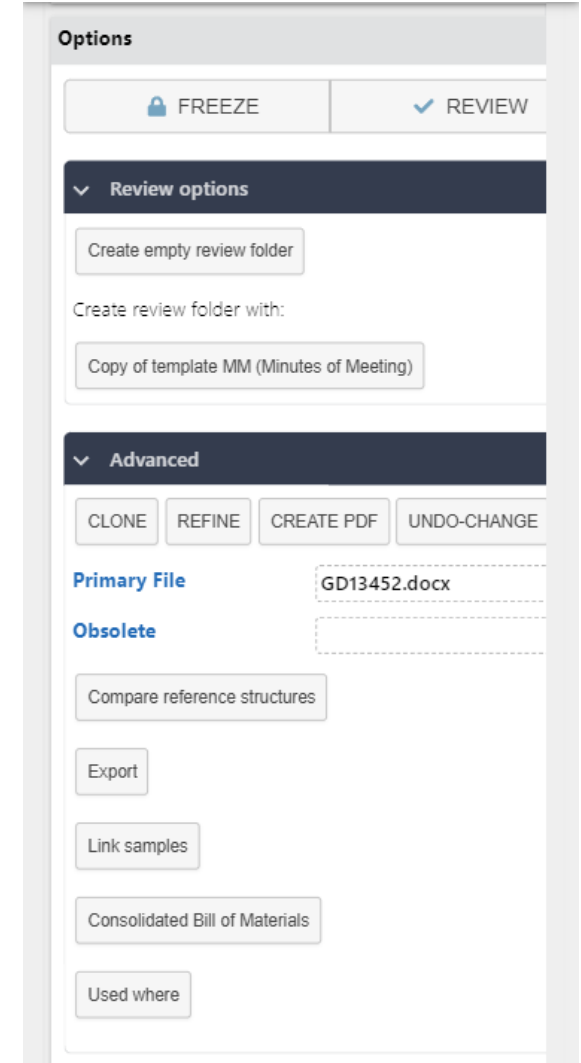 Options
FREEZE REVIEW
Review options
Create empty review folder
Create review folder with:
Copy of template MM (Minutes of Meeting)
Advanced
CLONE REFINE CREATE PDF UNDO-CHANGE
Primary File GD13452.docx
Obsolete
Compare reference structures
Export
Link samples
Consolidated Bill of Materials
Used where